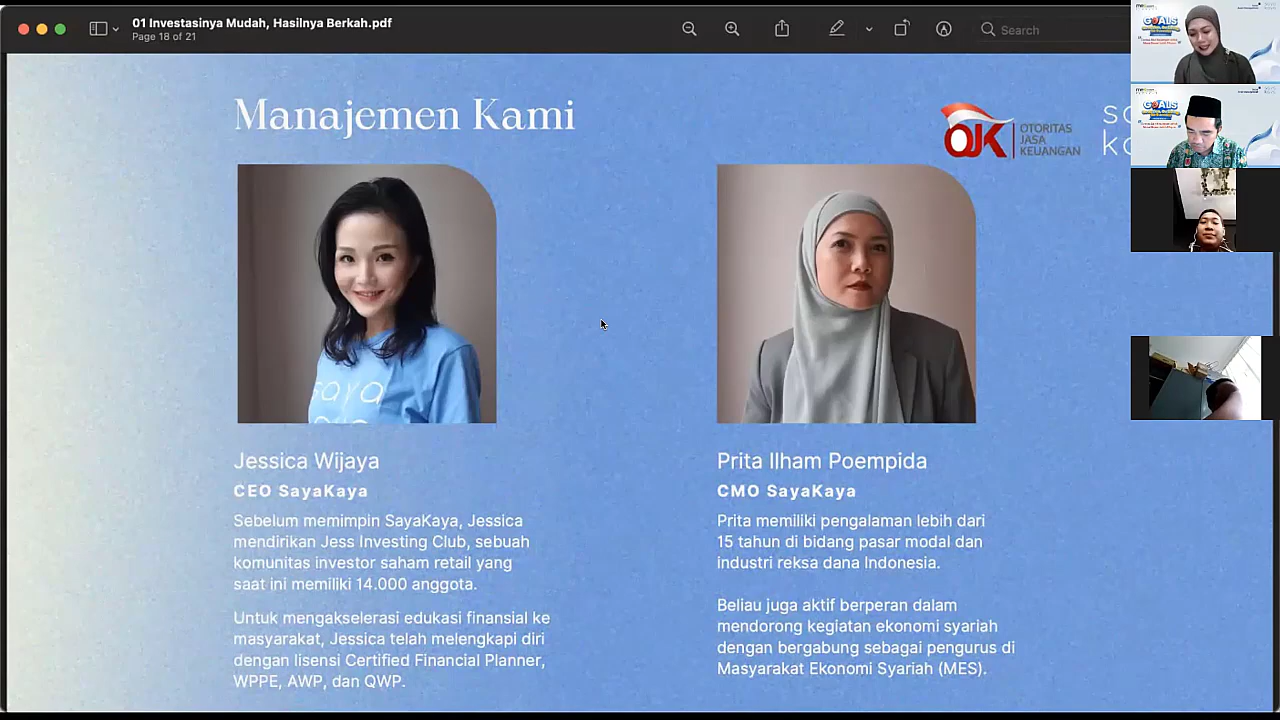 01 Investasinya Mudah, Hasilnya Berkah.pdf
Page 18 of 21
Search
Manajemen Kami
OJK
OTORITAS
JASA
KEUANGAN
saya
Jessica Wijaya
CEO SayaKaya
Sebelum memimpin SayaKaya, Jessica
mendirikan Jess Investing Club, sebuah
komunitas investor saham retail yang
saat ini memiliki 14.000 anggota.
Untuk mengakselerasi edukasi finansial ke
masyarakat, Jessica telah melengkapi diri
dengan lisensi Certified Financial Planner,
WPPE, AWP, dan QWP.
Prita Ilham Poempida
CMO SayaKaya
Prita memiliki pengalaman lebih dari
15 tahun di bidang pasar modal dan
industri reksa dana Indonesia.
Beliau juga aktif berperan dalam
mendorong kegiatan ekonomi syariah
dengan bergabung sebagai pengurus di
Masyarakat Ekonomi Syariah (MES).
GOALS
GOALS